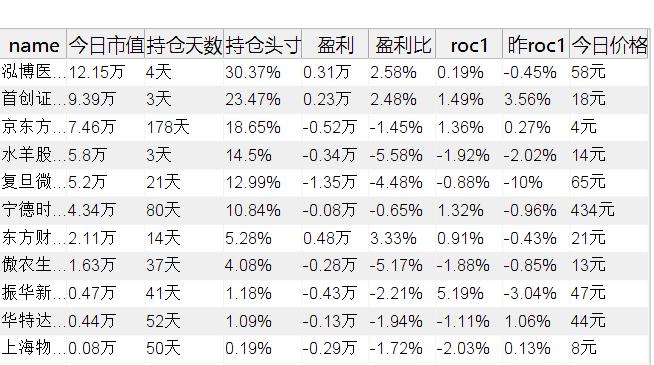 name 今日市值 持仓天数 持仓头寸 盈利 盈利比 roc1 昨roc1 今日价格
泓博医... 12.15万 4天 30.37% 0.31万 2.58% 0.19% -0.45% 58元
首创证... 9.39万 3天 23.47% 0.23万 2.48% 1.49% 3.56% 18元
京东方... 7.46万 178天 18.65% -0.52万 -1.45% 1.36% 0.27% 4元
水羊股... 5.8万 3天 14.5% -0.34万 -5.58% -1.92% -2.02% 14元
复旦微... 5.2万 21天 12.99% -1.35万 -4.48% -0.88% -10% 65元
宁德时... 4.34万 80天 10.84% -0.08万 -0.65% 1.32% -0.96% 434元
东方财... 2.11万 14天 5.28% 0.48万 3.33% 0.91% -0.43% 21元
傲农生... 1.63万 37天 4.08% -0.28万 -5.17% -1.88% -0.85% 13元
振华新... 0.47万 41天 1.18% -0.43万 -2.21% 5.19% -3.04% 47元
华特达... 0.44万 52天 1.09% -0.13万 -1.94% -1.11% 1.06% 44元
上海物... 0.08万 50天 0.19% -0.29万 -1.72% -2.03% 0.13% 8元